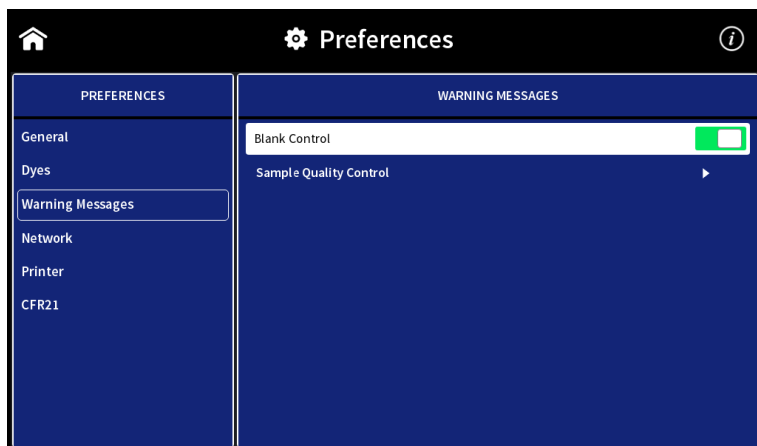 Preferences
PREFERENCES
General
Dyes
Warning Messages
Network
Printer
CFR21
WARNING MESSAGES
Blank Control
Sample Quality Control